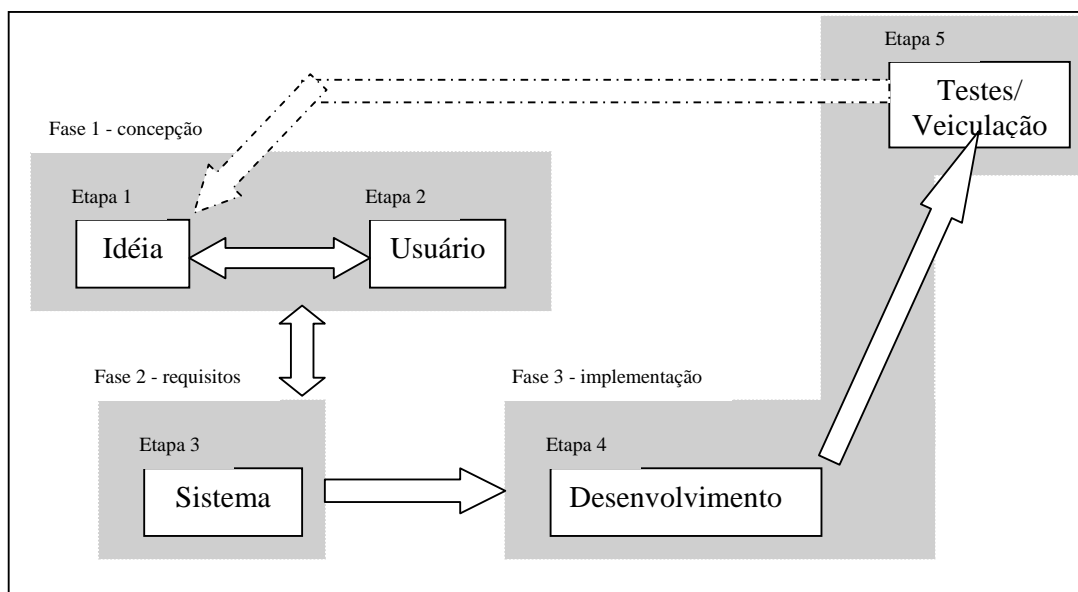 Etapa 5
Testes/
Veiculação
Fase 1 - concepção
Etapa 1
Idéia
Etapa 2
Usuário
Fase 2 - requisitos
Etapa 3
Sistema
Fase 3 - implementação
Etapa 4
Desenvolvimento